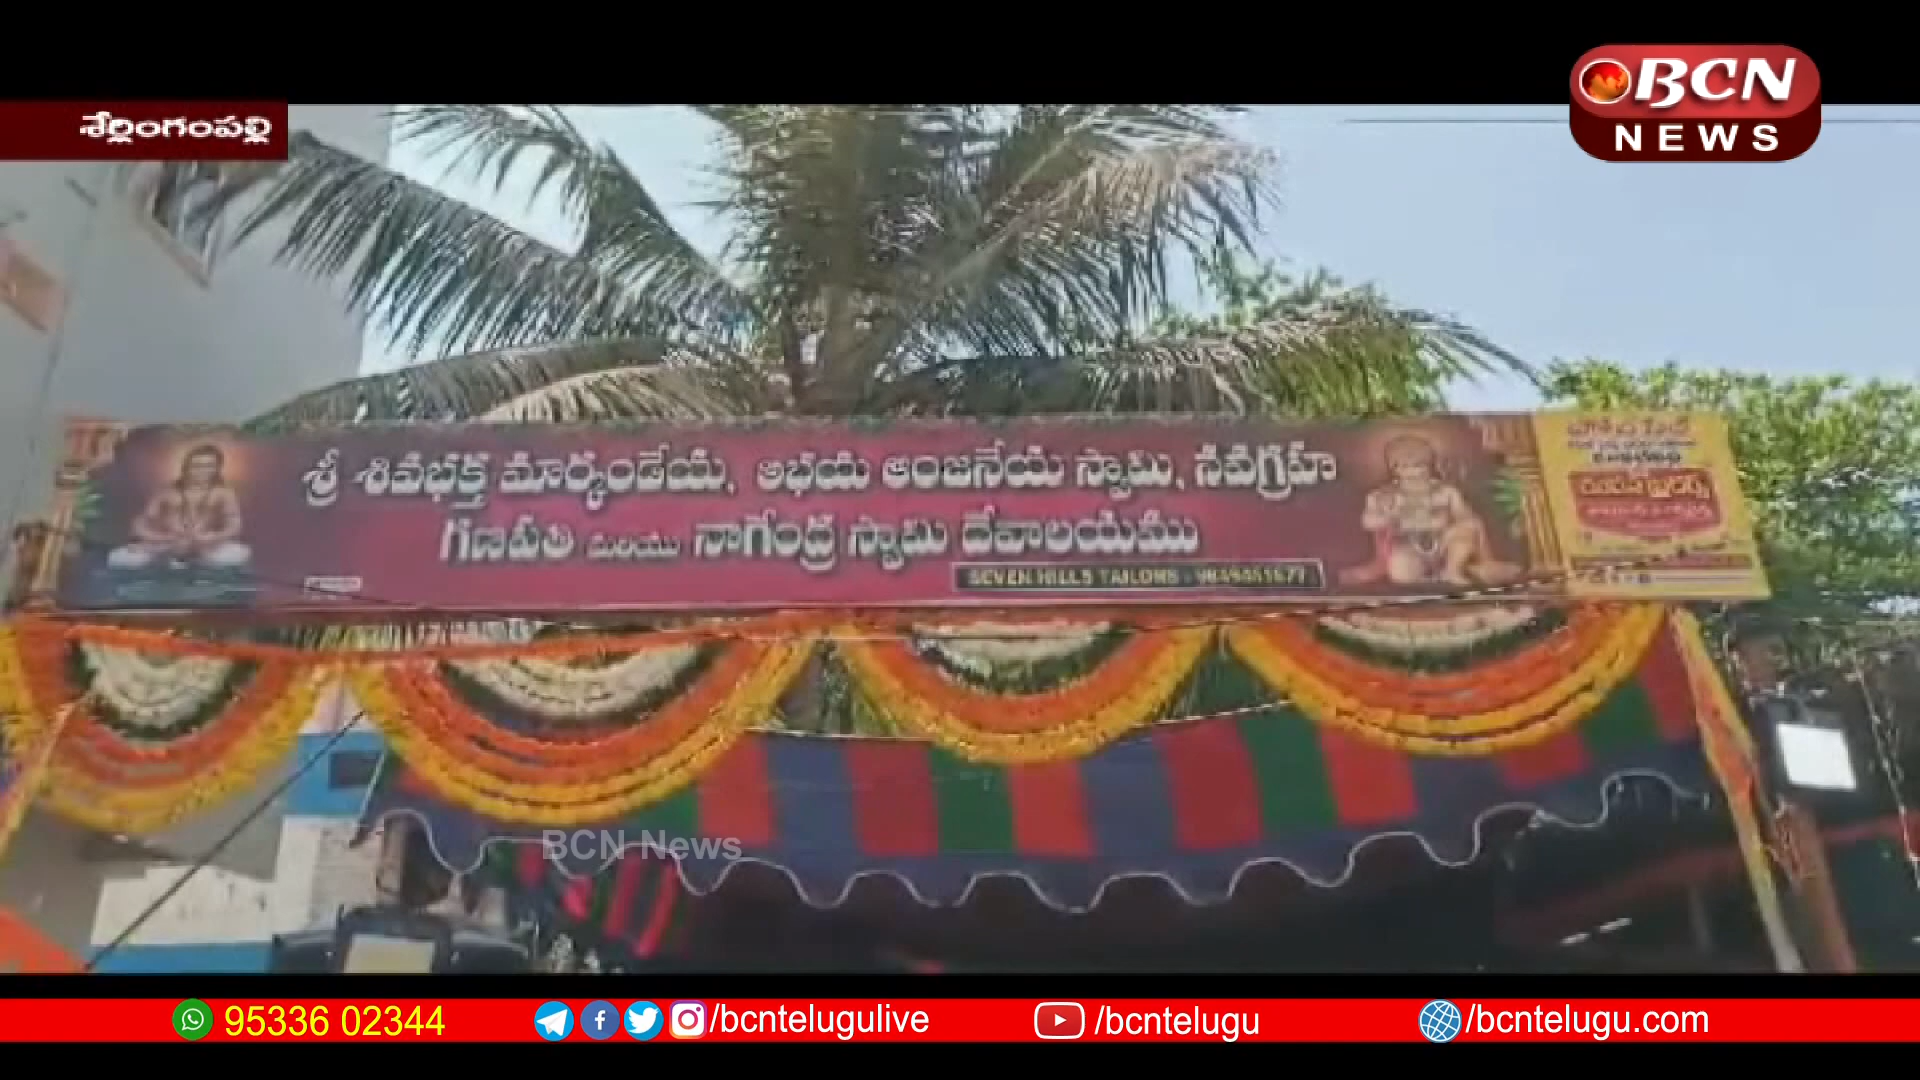 BCN
NEWS
శేర్లింగంపల్లి
శ్రీ శివభక్త మార్కండేయ, అభయ ఆంజనేయ స్వామి, నవగ్రహ
గణపతి మరియు నాగేంద్ర స్వామి దేవాలయము
SEVEN HILLS TAILORS
BCN News
95336 02344
/bcntelugulive
/bcntelugu
/bcntelugu.com